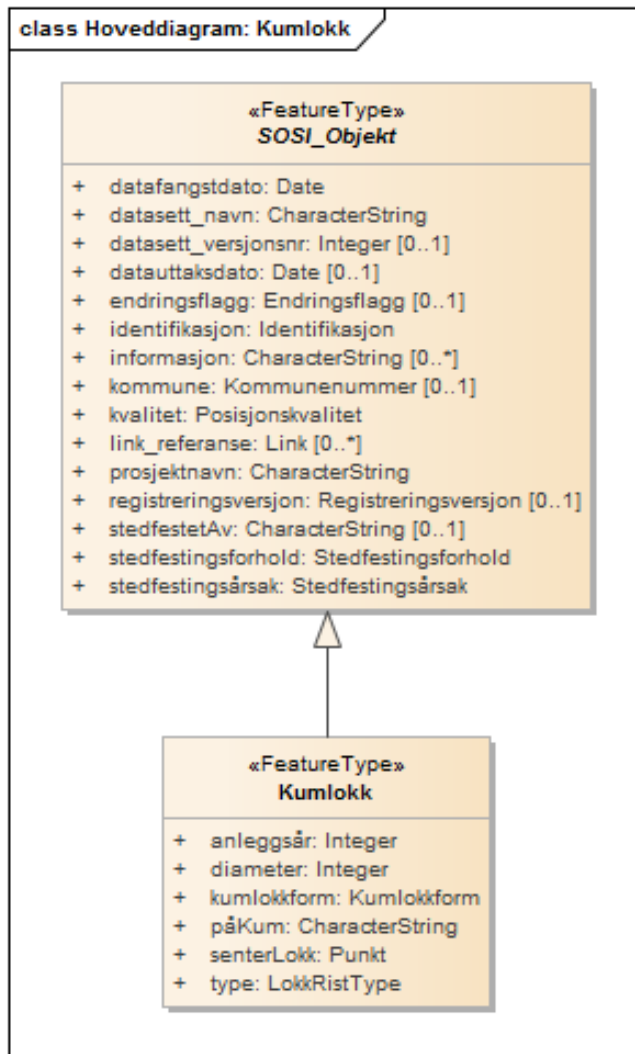 class Hoveddiagram: Kumlokk
«FeatureType»
SOSI_Objekt
+ datafangstdato: Date
+ datasett_navn: CharacterString
+ datasett_versjonsnr: Integer [0..1]
+ datauttaksdato: Date [0..1]
+ endringsflagg: Endringsflagg [0..1]
+ identifikasjon: Identifikasjon
+ informasjon: CharacterString [0..*]
+ kommune: Kommunenummer [0..1]
+ kvalitet: Posisjonskvalitet
+ link_referanse: Link [0..*]
+ prosjektnavn: CharacterString
+ registreringsversjon: Registreringsversjon [0..1]
+ stedfestetAv: CharacterString [0..1]
+ stedfestingsforhold: Stedfestingsforhold
+ stedfestingsårsak: Stedfestingsårsak
«FeatureType»
Kumlokk
+ anleggsår: Integer
+ diameter: Integer
+ kumlokkform: Kumlokkform
+ påKum: CharacterString
+ senterLokk: Punkt
+ type: LokkRistType